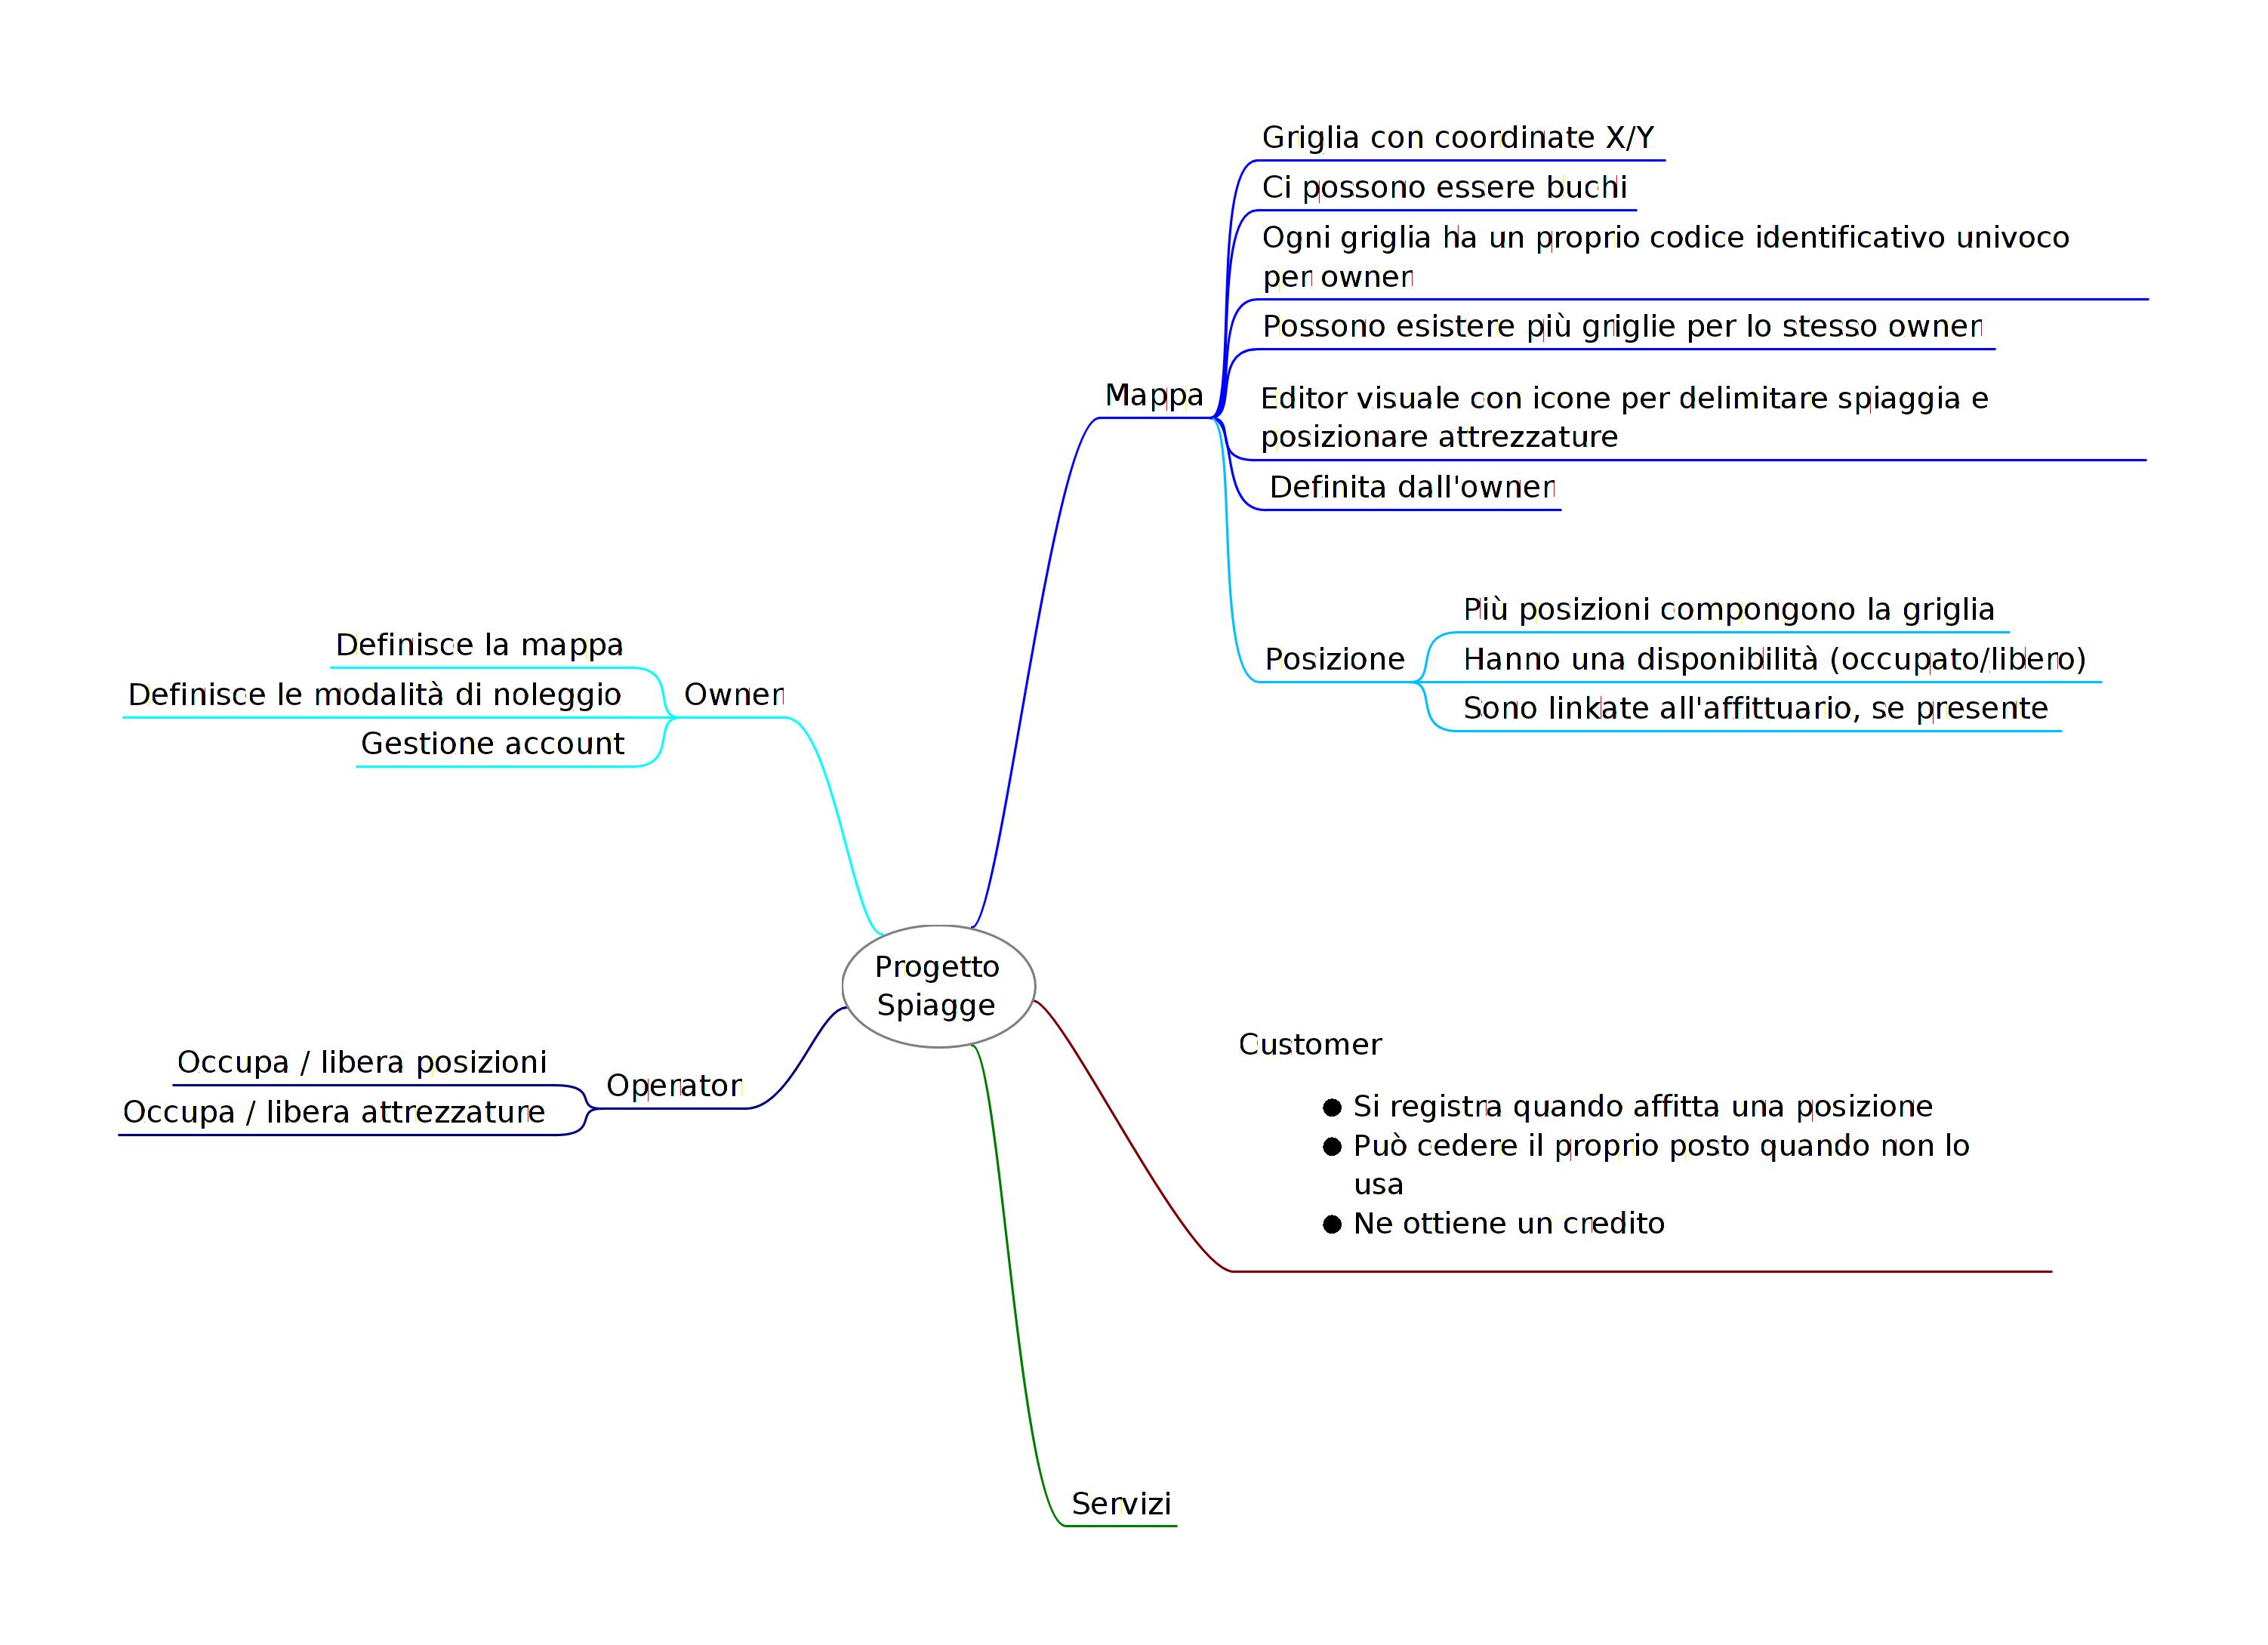 Griglia con coordinate X/Y
Ci possono essere buchi
Ogni griglia ha un proprio codice identificativo univoco
per owner
Possono esistere più griglie per lo stesso owner
Mappa
Editor visuale con icone per delimitare spiaggia e
posizionare attrezzature
Definita dall'owner
Posizione
Più posizioni compongono la griglia
Hanno una disponibilità (occupato/libero)
Sono linkate all'affittuario, se presente
Definisce la mappa
Definisce le modalità di noleggio
Gestione account
Owner
Progetto
Spiagge
Occupa / libera posizioni
Occupa / libera attrezzature
Operator
Customer
● Si registra quando affitta una posizione
● Può cedere il proprio posto quando non lo
usa
● Ne ottiene un credito
Servizi